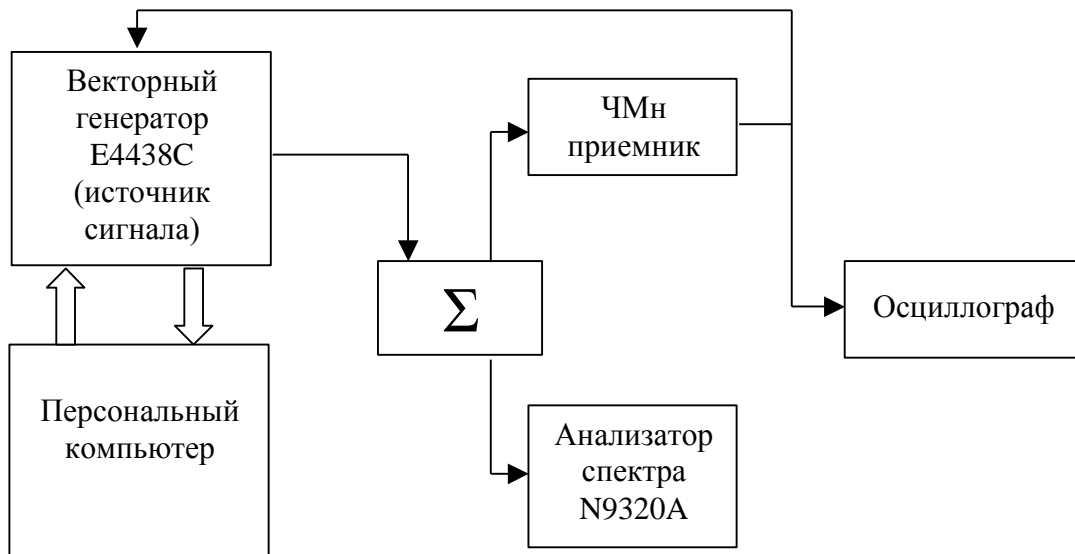 Векторный
генератор
E4438C
(источник
сигнала)
ЧМн
приемник
Σ
Осциллограф
Персональный
компьютер
Анализатор
спектра
N9320A